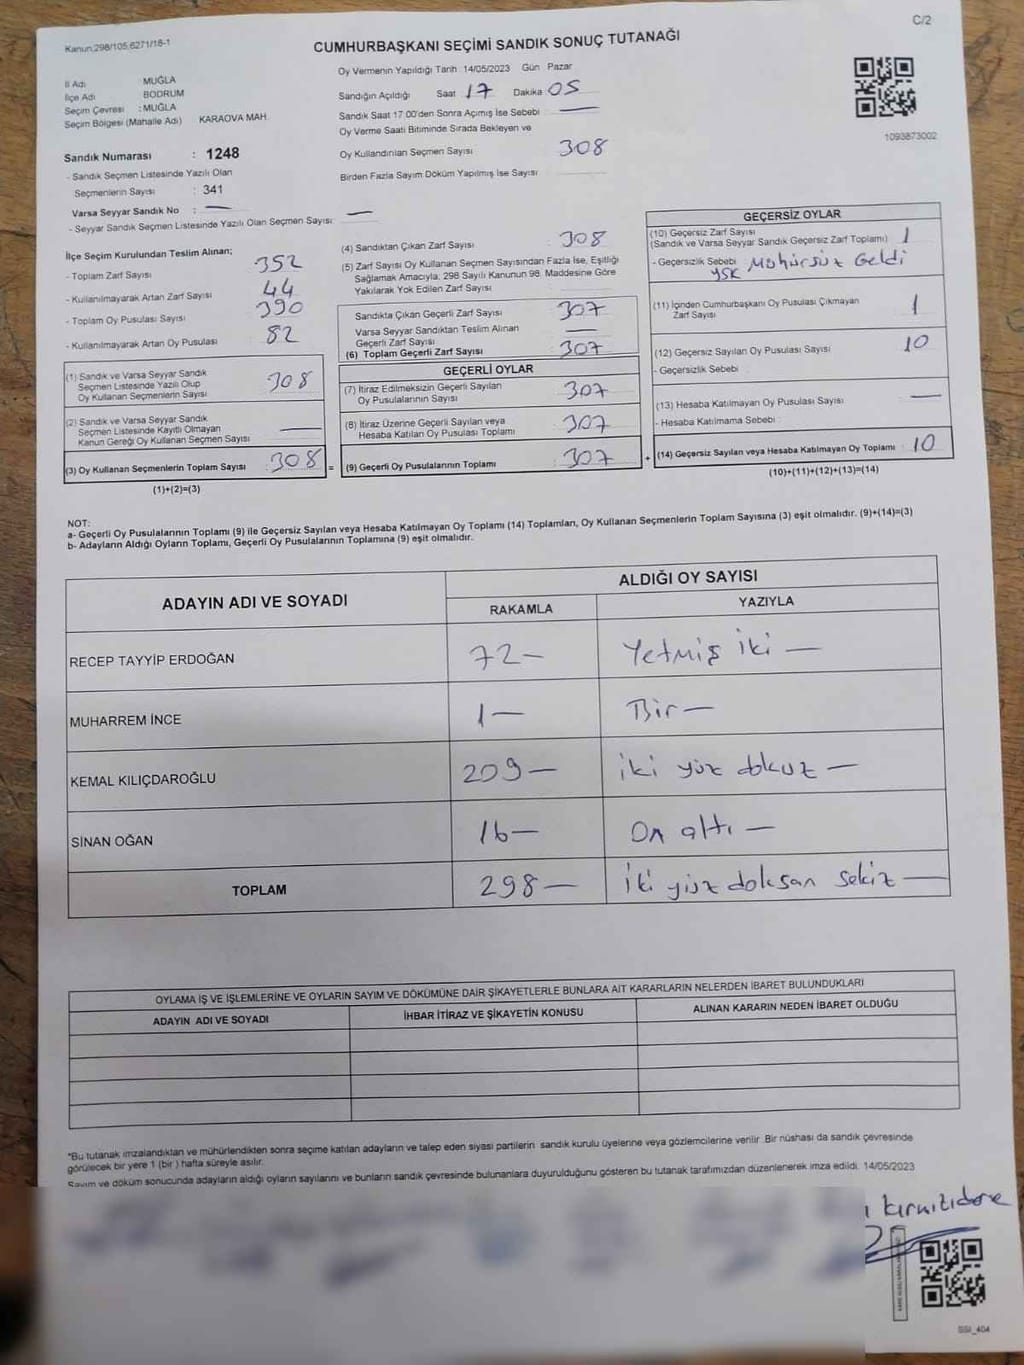 C/2
Kanun:298/105,6271/18-1
CUMHURBAŞKANI SEÇİMİ SANDIK SONUÇ TUTANAĞI
İl Adı MUĞLA
İlçe Adı BODRUM
Seçim Çevresi : MUĞLA
Seçim Bölgesi (Mahalle Adı) KARAOVA MAH.
Sandık Numarası : 1248
- Sandık Seçmen Listesinde Yazılı Olan
Seçmenlerin Sayısı : 341
Varsa Seyyar Sandık No : —
- Seyyar Sandık Seçmen Listesinde Yazılı Olan Seçmen Sayısı: —
Oy Vermenin Yapıldığı Tarih 14/05/2023 Gün Pazar
Sandığın Açıldığı Saat 17 Dakika 05
Sandık Saat 17 00'den Sonra Açımış İse Sebebi —
Oy Verme Saati Bitiminde Sırada Bekleyen ve
Oy Kullandırılan Seçmen Sayısı 308
Birden Fazla Sayım Döküm Yapılmış İse Sayısı
1093873002
İlçe Seçim Kurulundan Teslim Alınan;
- Toplam Zarf Sayısı 352
- Kullanılmayarak Artan Zarf Sayısı 44
- Toplam Oy Pusulası Sayısı 390
- Kullanılmayarak Artan Oy Pusulası 82
(1) Sandık ve Varsa Seyyar Sandık
Seçmen Listesinde Yazılı Olup
Oy Kullanan Seçmenlerin Sayısı 308
(2) Sandık ve Varsa Seyyar Sandık
Seçmen Listesinde Kayıtlı Olmayan
Kanun Gereği Oy Kullanan Seçmen Sayısı —
(3) Oy Kullanan Seçmenlerin Toplam Sayısı : 308 =
(1)+(2)=(3)
(4) Sandıktan Çıkan Zarf Sayısı 308
(5) Zarf Sayısı Oy Kullanan Seçmen Sayısından Fazla İse, Eşitliği
Sağlamak Amacıyla, 298 Sayılı Kanunun 98. Maddesine Göre
Yakılarak Yok Edilen Zarf Sayısı
Sandıkta Çıkan Geçerli Zarf Sayısı 307
Varsa Seyyar Sandıktan Teslim Alınan
Geçerli Zarf Sayısı —
(6) Toplam Geçerli Zarf Sayısı 307
GEÇERLİ OYLAR
(7) İtiraz Edilmeksizin Geçerli Sayılan
Oy Pusulalarının Sayısı 307
(8) İtiraz Üzerine Geçerli Sayılan veya
Hesaba Katılan Oy Pusulası Toplamı 307
(9) Geçerli Oy Pusulalarının Toplamı 307 +
GEÇERSİZ OYLAR
(10) Geçersiz Zarf Sayısı
(Sandık ve Varsa Seyyar Sandık Geçersiz Zarf Toplamı) 1
- Geçersizlik Sebebi YSK Mühürsüz Geldi
(11) İçinden Cumhurbaşkanı Oy Pusulası Çıkmayan
Zarf Sayısı 1
(12) Geçersiz Sayılan Oy Pusulası Sayısı 10
- Geçersizlik Sebebi
(13) Hesaba Katılmayan Oy Pusulası Sayısı —
- Hesaba Katılmama Sebebi :
(14) Geçersiz Sayılan veya Hesaba Katılmayan Oy Toplamı : 10
(10)+(11)+(12)+(13)=(14)
NOT:
a- Geçerli Oy Pusulalarının Toplamı (9) ile Geçersiz Sayılan veya Hesaba Katılmayan Oy Toplamı (14) Toplamları, Oy Kullanan Seçmenlerin Toplam Sayısına (3) eşit olmalıdır. (9)+(14)=(3)
b- Adayların Aldığı Oyların Toplamı, Geçerli Oy Pusulalarının Toplamına (9) eşit olmalıdır.
ADAYIN ADI VE SOYADI ALDIĞI OY SAYISI
RAKAMLA YAZIYLA
RECEP TAYYİP ERDOĞAN 72— Yetmiş iki —
MUHARREM İNCE 1— Bir —
KEMAL KILIÇDAROĞLU 209— iki yüz dokuz —
SİNAN OĞAN 16— On altı —
TOPLAM 298— iki yüz doksan sekiz —
OYLAMA İŞ VE İŞLEMLERİNE VE OYLARIN SAYIM VE DÖKÜMÜNE DAİR ŞİKAYETLERLE BUNLARA AİT KARARLARIN NELERDEN İBARET BULUNDUKLARI
ADAYIN ADI VE SOYADI İHBAR İTİRAZ VE ŞİKAYETİN KONUSU ALINAN KARARIN NEDEN İBARET OLDUĞU
*Bu tutanak imzalandıktan ve mühürlendikten sonra seçime katılan adayların ve talep eden siyasi partilerin sandık kurulu üyelerine veya gözlemcilerine verilir. Bir nüshası da sandık çevresinde
görülecek bir yere 1 (bir ) hafta süreyle asılır.
Sayım ve döküm sonucunda adayların aldığı oyların sayılarını ve bunların sandık çevresinde bulunanlara duyurulduğunu gösteren bu tutanak tarafımızdan düzenlenerek imza edildi. 14/05/2023
SSI_404